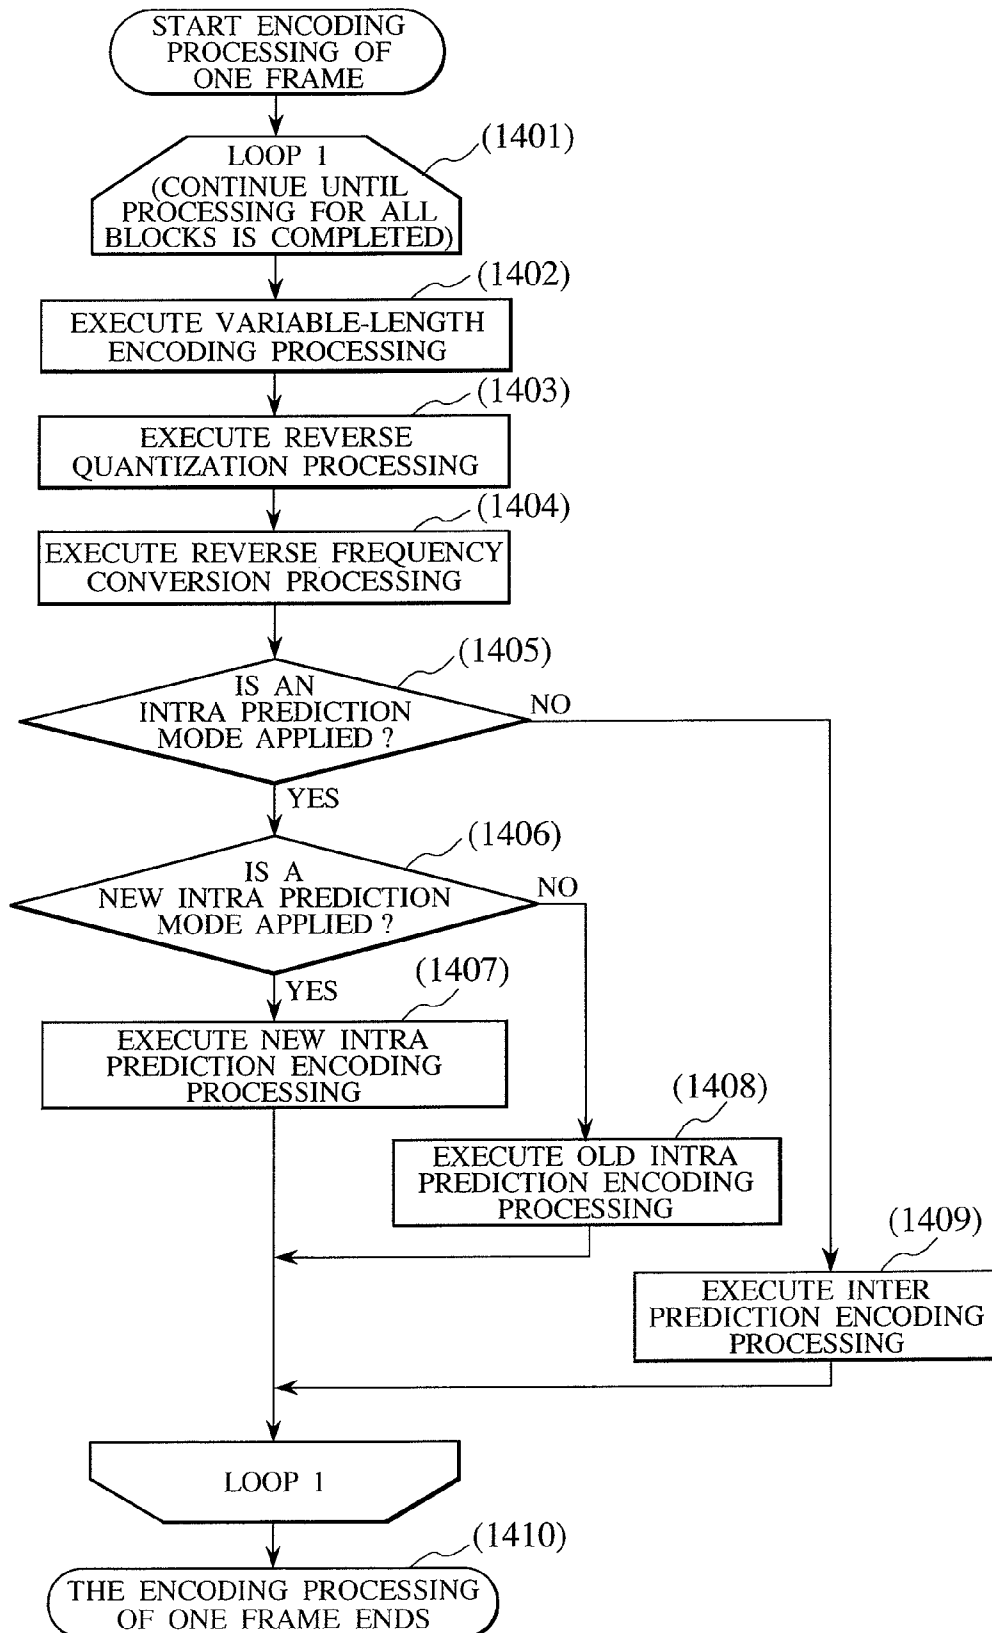 START ENCODING
PROCESSING OF
ONE FRAME
(1401)
LOOP 1
(CONTINUE UNTIL
PROCESSING FOR ALL
BLOCKS IS COMPLETED)
(1402)
EXECUTE VARIABLE-LENGTH
ENCODING PROCESSING
(1403)
EXECUTE REVERSE
QUANTIZATION PROCESSING
(1404)
EXECUTE REVERSE FREQUENCY
CONVERSION PROCESSING
(1405)
IS AN
INTRA PREDICTION
MODE APPLIED ?
NO
YES
(1406)
IS A
NEW INTRA PREDICTION
MODE APPLIED ?
NO
YES
(1407)
EXECUTE NEW INTRA
PREDICTION ENCODING
PROCESSING
(1408)
EXECUTE OLD INTRA
PREDICTION ENCODING
PROCESSING
(1409)
EXECUTE INTER
PREDICTION ENCODING
PROCESSING
LOOP 1
(1410)
THE ENCODING PROCESSING
OF ONE FRAME ENDS